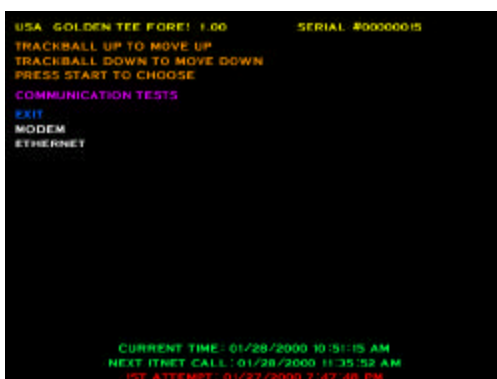 USA GOLDEN TEE FORE! 1.00 SERIAL #00000015
TRACKBALL UP TO MOVE UP
TRACKBALL DOWN TO MOVE DOWN
PRESS START TO CHOOSE
COMMUNICATION TESTS
EXIT
MODEM
ETHERNET
CURRENT TIME: 01/28/2000 10:51:15 AM
NEXT ITNET CALL: 01/28/2000 11:35:52 AM
1ST ATTEMPT: 01/27/2000 7:47:48 PM